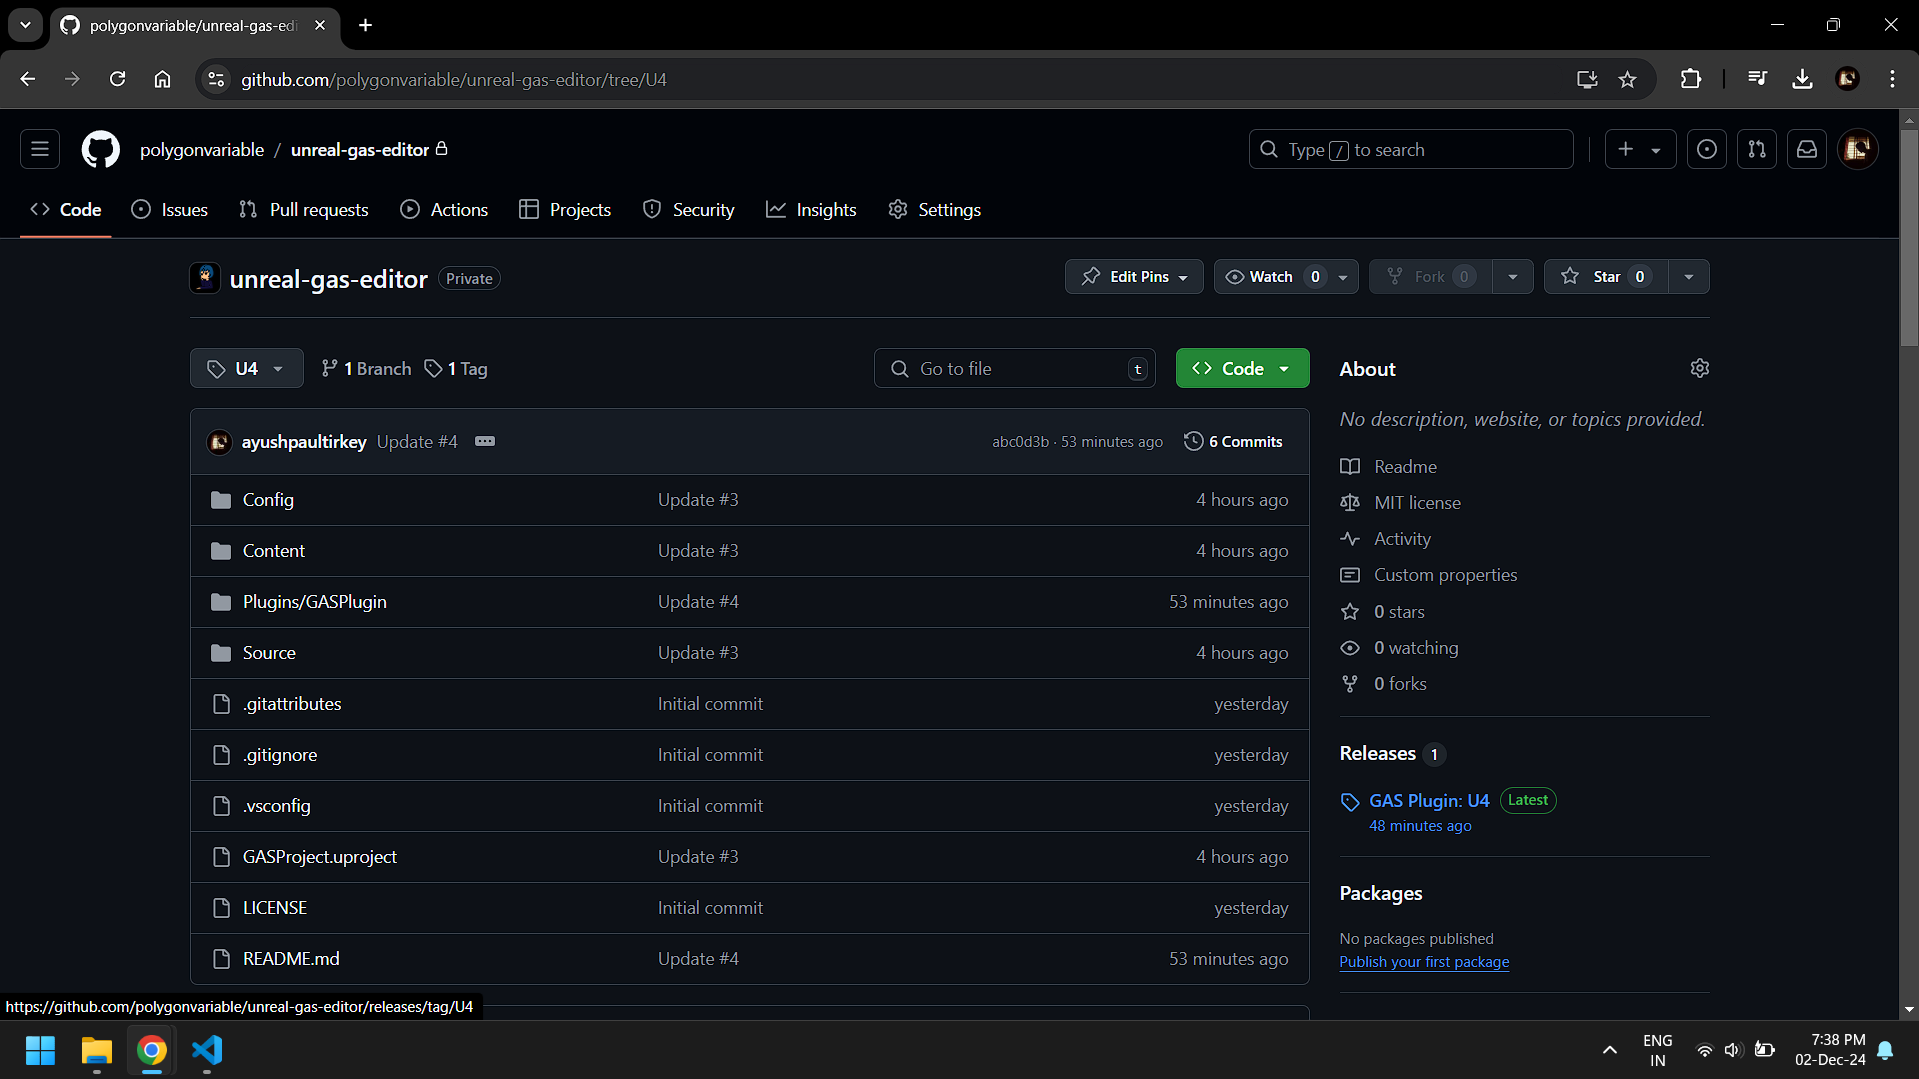 polygonvariable/unreal-gas-edi
github.com/polygonvariable/unreal-gas-editor/tree/U4
polygonvariable / unreal-gas-editor
Type / to search
Code Issues Pull requests Actions Projects Security Insights Settings
unreal-gas-editor Private
Edit Pins Watch 0 Fork 0 Star 0
U4 1 Branch 1 Tag Go to file t Code
ayushpaultirkey Update #4 abc0d3b · 53 minutes ago 6 Commits
Config Update #3 4 hours ago
Content Update #3 4 hours ago
Plugins/GASPlugin Update #4 53 minutes ago
Source Update #3 4 hours ago
.gitattributes Initial commit yesterday
.gitignore Initial commit yesterday
.vsconfig Initial commit yesterday
GASProject.uproject Update #3 4 hours ago
LICENSE Initial commit yesterday
README.md Update #4 53 minutes ago
About
No description, website, or topics provided.
Readme
MIT license
Activity
Custom properties
0 stars
0 watching
0 forks
Releases 1
GAS Plugin: U4 Latest
48 minutes ago
Packages
No packages published
Publish your first package
https://github.com/polygonvariable/unreal-gas-editor/releases/tag/U4
ENG
IN
7:38 PM
02-Dec-24